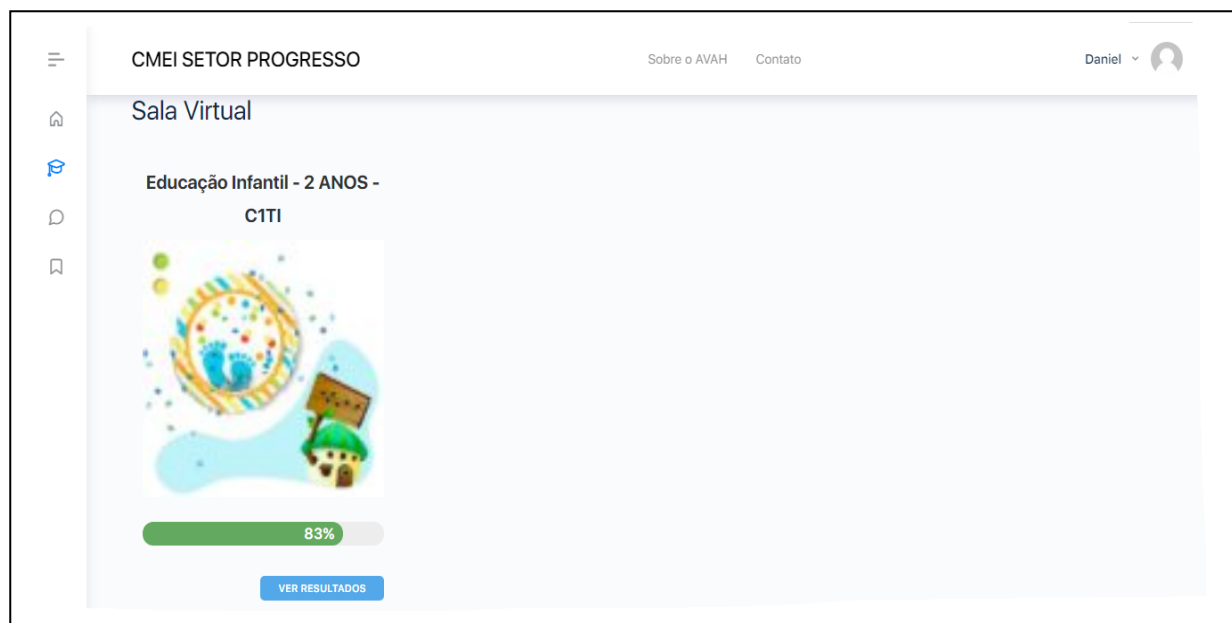 CMEI SETOR PROGRESSO
Sobre o AVAH
Contato
Daniel
Sala Virtual
Educação Infantil - 2 ANOS -
C1TI
83%
VER RESULTADOS